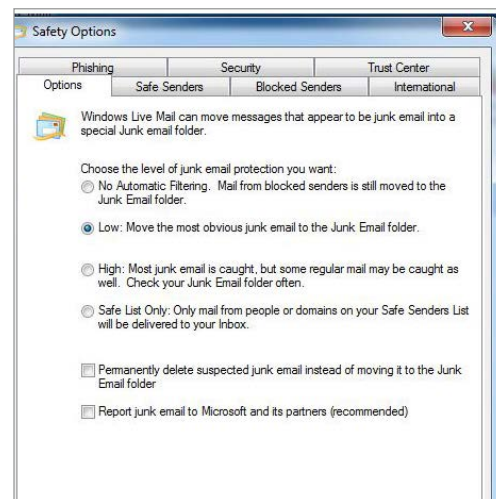 Safety Options
Phishing Security Trust Center
Options Safe Senders Blocked Senders International
Windows Live Mail can move messages that appear to be junk email into a
special Junk email folder.
Choose the level of junk email protection you want:
No Automatic Filtering. Mail from blocked senders is still moved to the
Junk Email folder.
Low: Move the most obvious junk email to the Junk Email folder.
High: Most junk email is caught, but some regular mail may be caught as
well. Check your Junk Email folder often.
Safe List Only: Only mail from people or domains on your Safe Senders List
will be delivered to your Inbox.
Permanently delete suspected junk email instead of moving it to the Junk
Email folder
Report junk email to Microsoft and its partners (recommended)